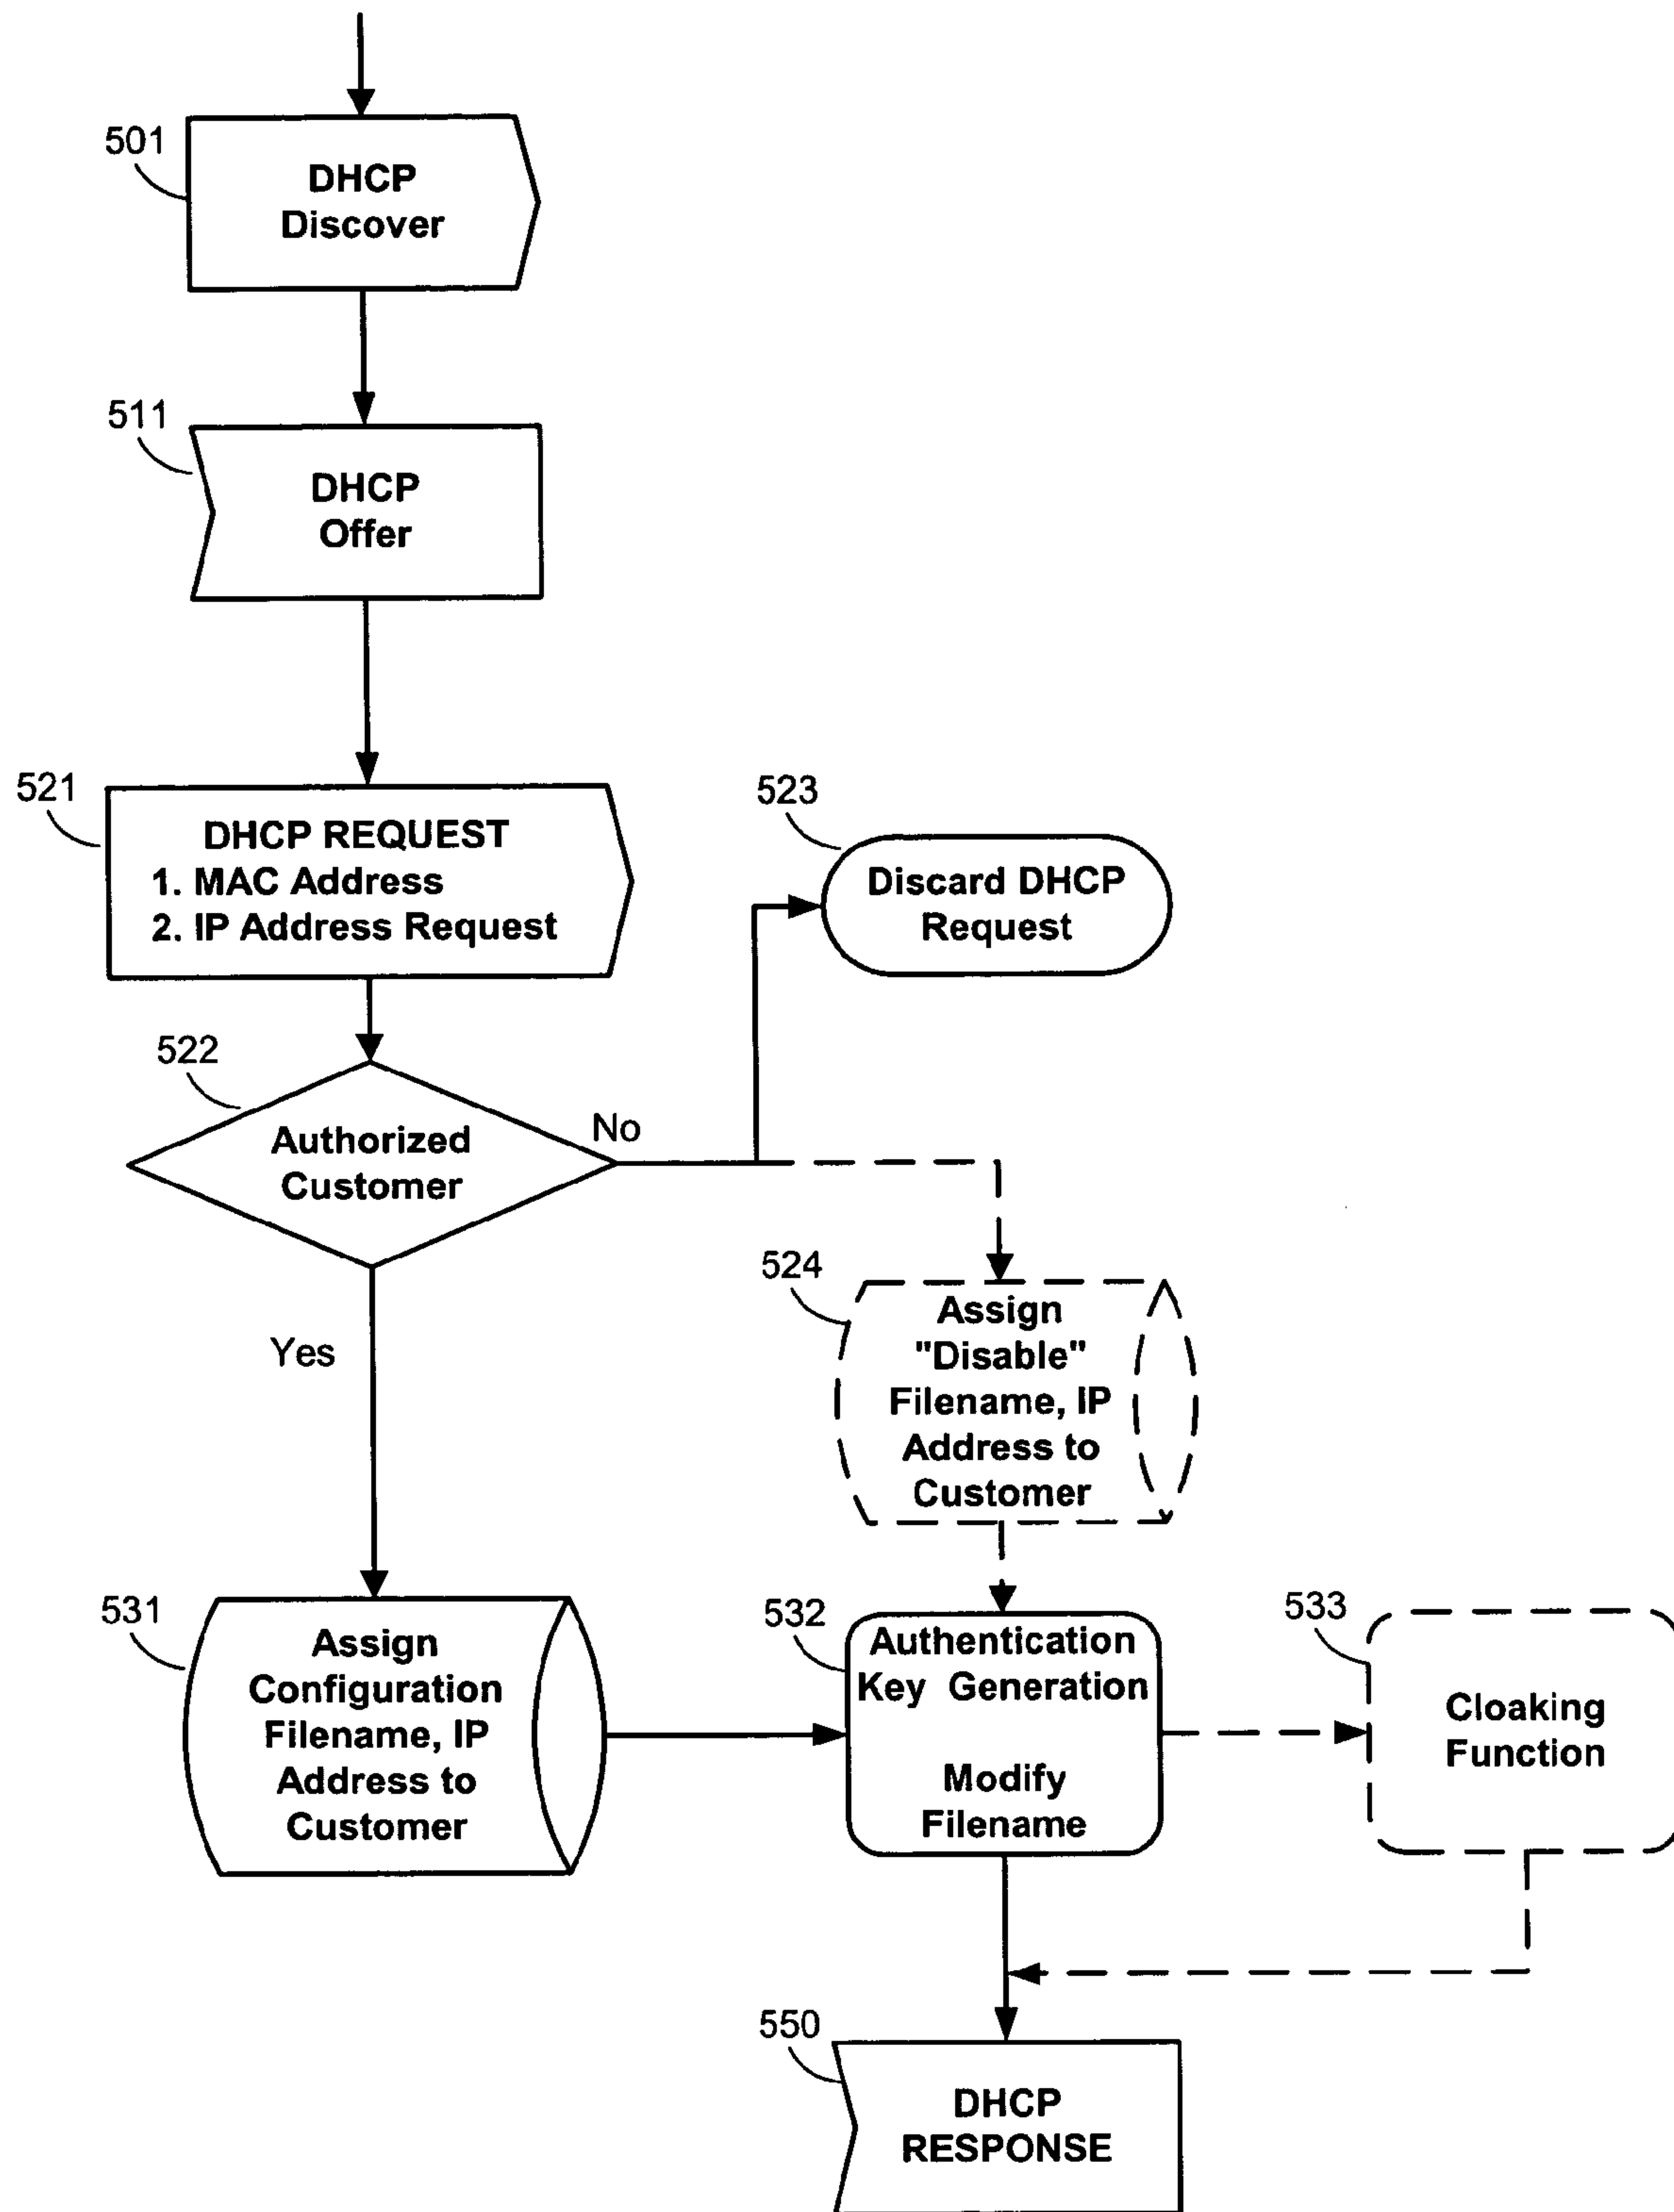 501
DHCP
Discover
511
DHCP
Offer
521
DHCP REQUEST
1. MAC Address
2. IP Address Request
523
Discard DHCP
Request
522
Authorized
Customer
No
Yes
524
Assign
"Disable"
Filename, IP
Address to
Customer
531
Assign
Configuration
Filename, IP
Address to
Customer
532
Authentication
Key Generation
Modify
Filename
533
Cloaking
Function
550
DHCP
RESPONSE